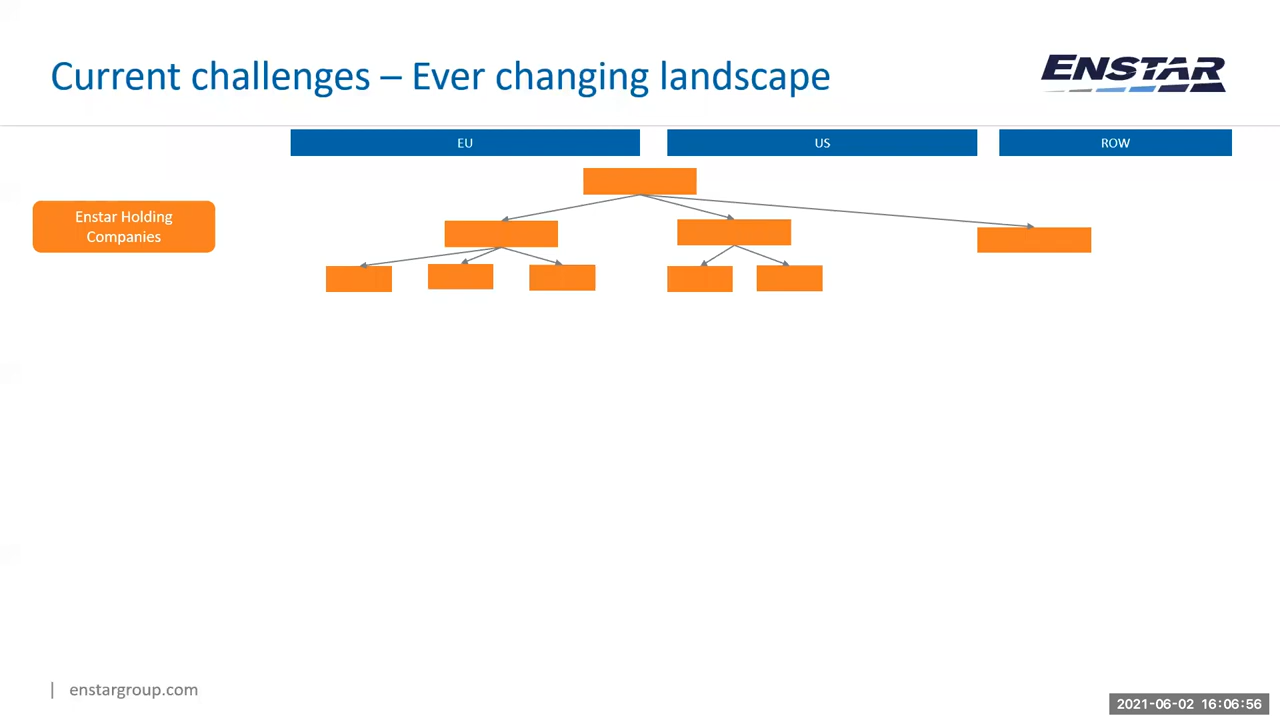 Current challenges – Ever changing landscape
ENSTAR
EU
US
ROW
Enstar Holding
Companies
| enstargroup.com
2021-06-02 16:06:56